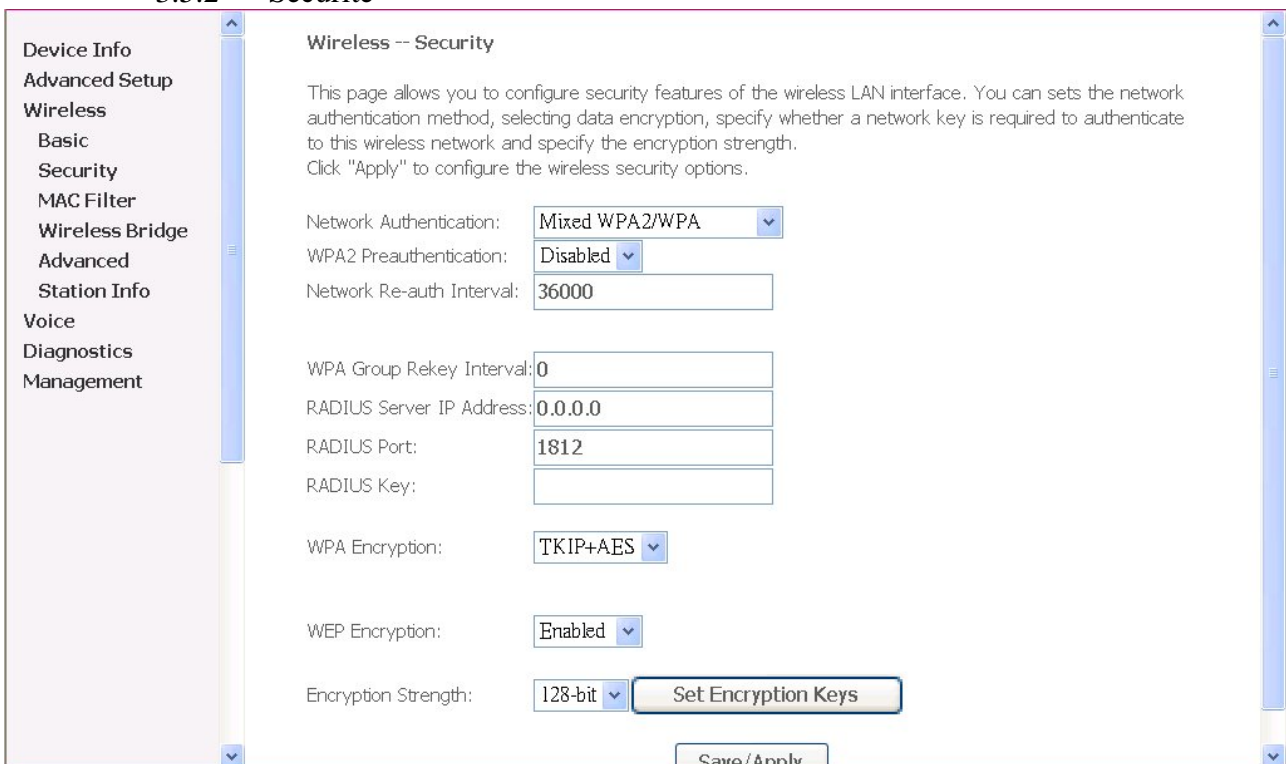 Device Info
Advanced Setup
Wireless
Basic
Security
MAC Filter
Wireless Bridge
Advanced
Station Info
Voice
Diagnostics
Management
Wireless -- Security
This page allows you to configure security features of the wireless LAN interface. You can sets the network
authentication method, selecting data encryption, specify whether a network key is required to authenticate
to this wireless network and specify the encryption strength.
Click "Apply" to configure the wireless security options.
Network Authentication: Mixed WPA2/WPA
WPA2 Preauthentication: Disabled
Network Re-auth Interval: 36000
WPA Group Rekey Interval: 0
RADIUS Server IP Address: 0.0.0.0
RADIUS Port: 1812
RADIUS Key:
WPA Encryption: TKIP+AES
WEP Encryption: Enabled
Encryption Strength: 128-bit Set Encryption Keys
Save/Apply